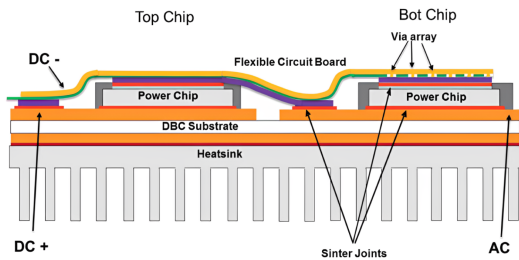 Top Chip
Bot Chip
Via array
DC -
Flexible Circuit Board
Power Chip
Power Chip
DBC Substrate
Heatsink
DC +
Sinter Joints
AC